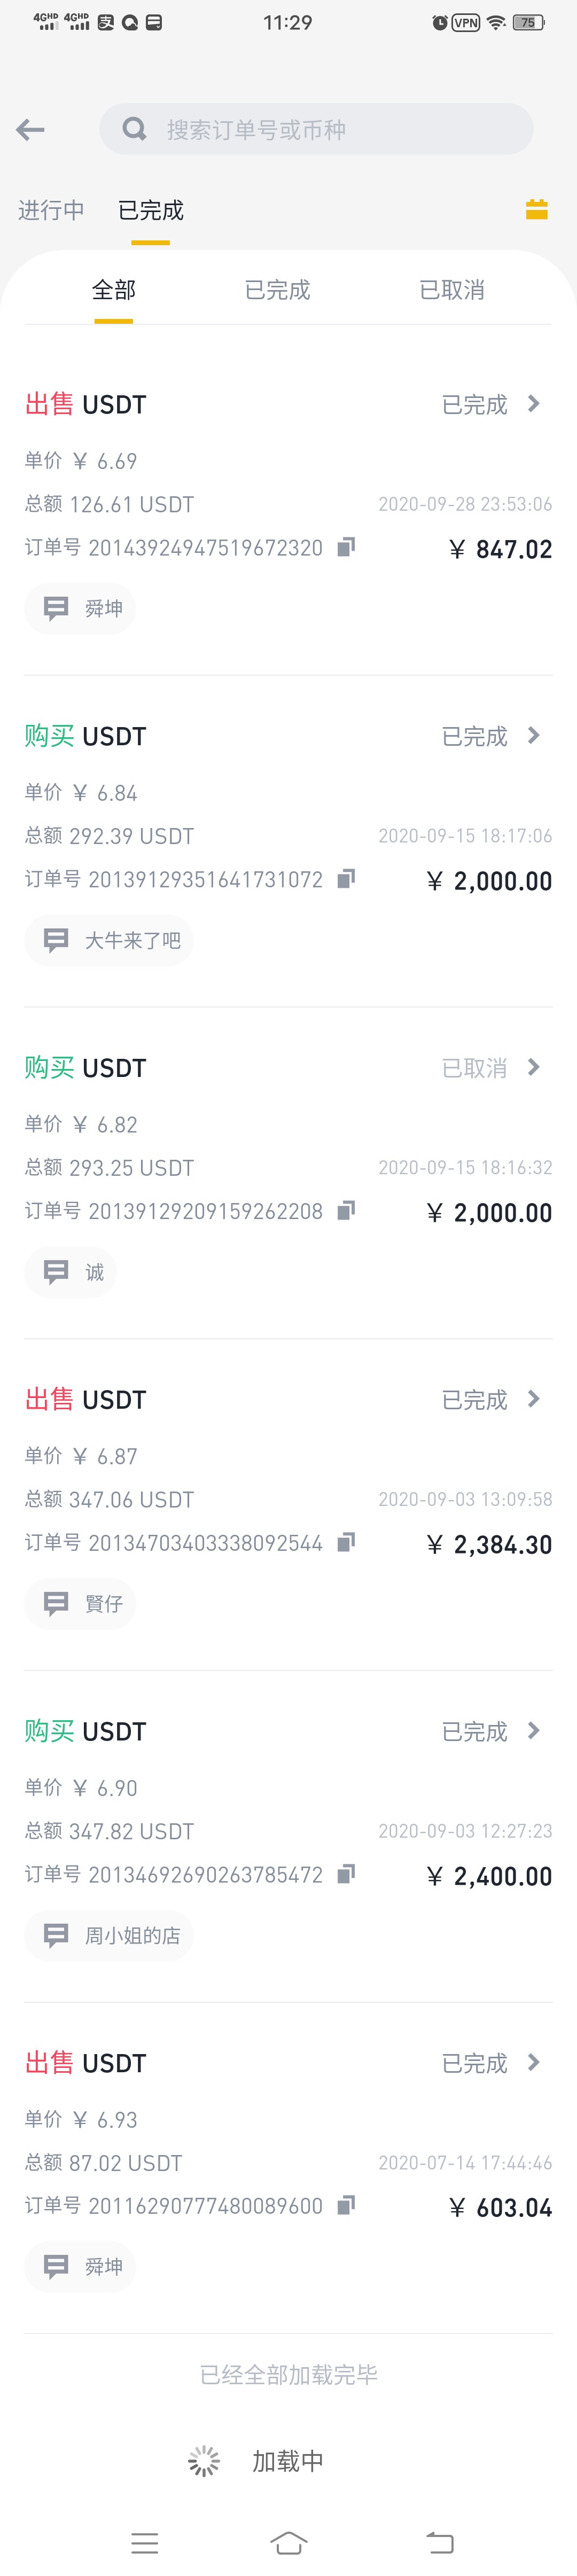 4GHD 4GHD 支 11:29 VPN 75
搜索订单号或币种
进行中 已完成
全部 已完成 已取消
出售 USDT 已完成
单价 ¥ 6.69
总额 126.61 USDT 2020-09-28 23:53:06
订单号 20143924947519672320 ¥ 847.02
舜坤
购买 USDT 已完成
单价 ¥ 6.84
总额 292.39 USDT 2020-09-15 18:17:06
订单号 20139129351641731072 ¥ 2,000.00
大牛来了吧
购买 USDT 已取消
单价 ¥ 6.82
总额 293.25 USDT 2020-09-15 18:16:32
订单号 20139129209159262208 ¥ 2,000.00
诚
出售 USDT 已完成
单价 ¥ 6.87
总额 347.06 USDT 2020-09-03 13:09:58
订单号 20134703403338092544 ¥ 2,384.30
賢仔
购买 USDT 已完成
单价 ¥ 6.90
总额 347.82 USDT 2020-09-03 12:27:23
订单号 20134692690263785472 ¥ 2,400.00
周小姐的店
出售 USDT 已完成
单价 ¥ 6.93
总额 87.02 USDT 2020-07-14 17:44:46
订单号 20116290777480089600 ¥ 603.04
舜坤
已经全部加载完毕
加载中